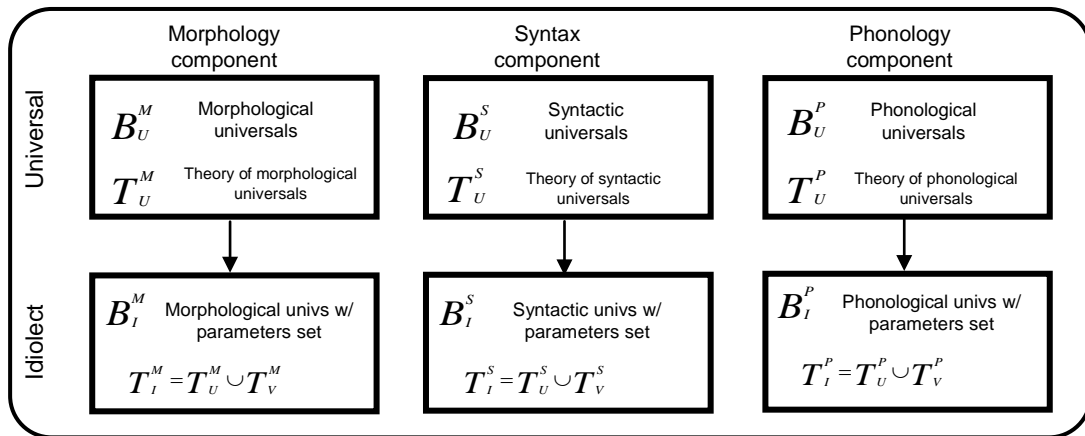 Morphology
component
Syntax
component
Phonology
component
Universal
B_U^M Morphological
universals
T_U^M Theory of morphological
universals
B_U^S Syntactic
universals
T_U^S Theory of syntactic
universals
B_U^P Phonological
universals
T_U^P Theory of phonological
universals
Idiolect
B_I^M Morphological univs w/
parameters set
T_I^M = T_U^M ∪ T_V^M
B_I^S Syntactic univs w/
parameters set
T_I^S = T_U^S ∪ T_V^S
B_I^P Phonological univs w/
parameters set
T_I^P = T_U^P ∪ T_V^P